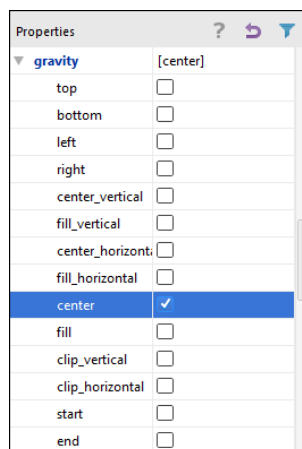 Properties ?
gravity [center]
top
bottom
left
right
center_vertical
fill_vertical
center_horizonta
fill_horizontal
center
fill
clip_vertical
clip_horizontal
start
end